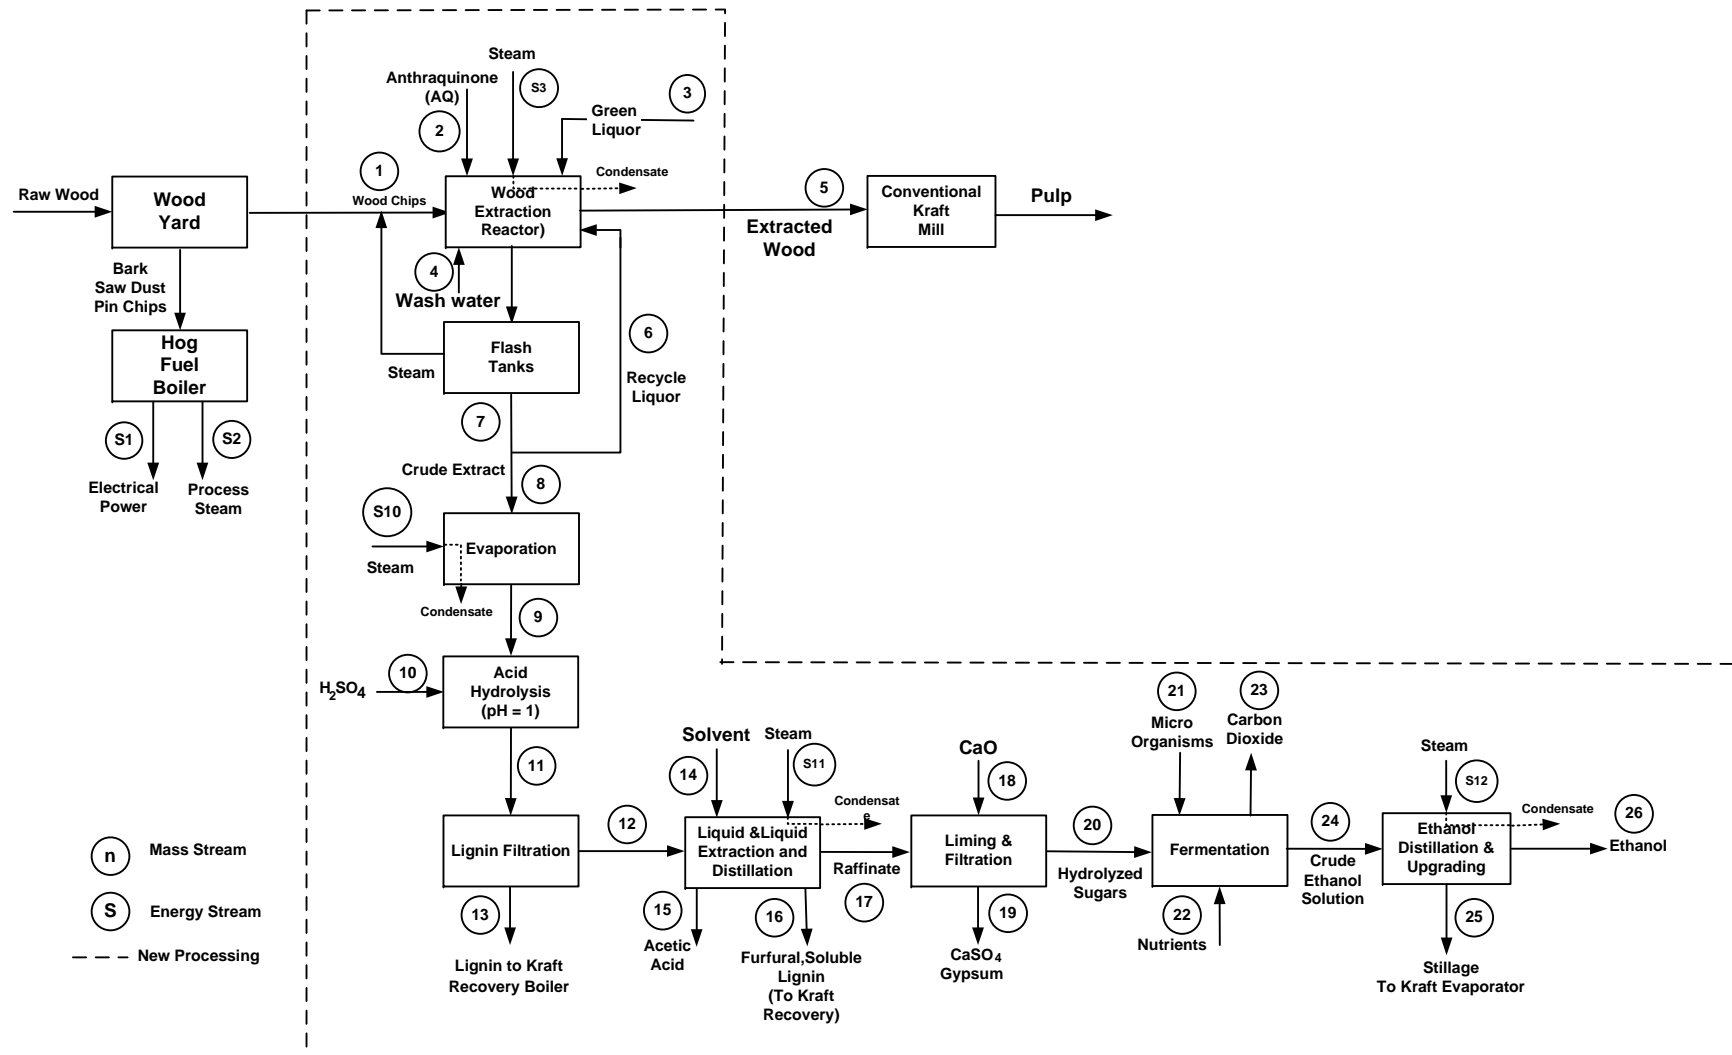 Steam
S3
Anthraquinone
(AQ)
2
3
Green
Liquor
1
Wood Chips
Raw Wood
Wood
Yard
Wood
Extraction
Reactor)
Condensate
5
Extracted
Wood
Conventional
Kraft
Mill
Pulp
Bark
Saw Dust
Pin Chips
4
Wash water
Hog
Fuel
Boiler
Steam
Flash
Tanks
6
Recycle
Liquor
S1
S2
Electrical
Power
Process
Steam
7
Crude Extract
8
S10
Steam
Evaporation
Condensate
9
H2SO4
10
Acid
Hydrolysis
(pH = 1)
11
Lignin Filtration
12
13
Lignin to Kraft
Recovery Boiler
Solvent
14
Steam
S11
Condensat
e
Liquid &Liquid
Extraction and
Distillation
15
Acetic
Acid
16
Furfural,Soluble
Lignin
(To Kraft
Recovery)
Raffinate
17
CaO
18
Liming &
Filtration
19
CaSO4
Gypsum
20
Hydrolyzed
Sugars
21
Micro
Organisms
23
Carbon
Dioxide
Fermentation
22
Nutrients
24
Crude
Ethanol
Solution
Steam
S12
Condensate
Ethanol
Distillation &
Upgrading
26
Ethanol
25
Stillage
To Kraft Evaporator
n
Mass Stream
S
Energy Stream
New Processing